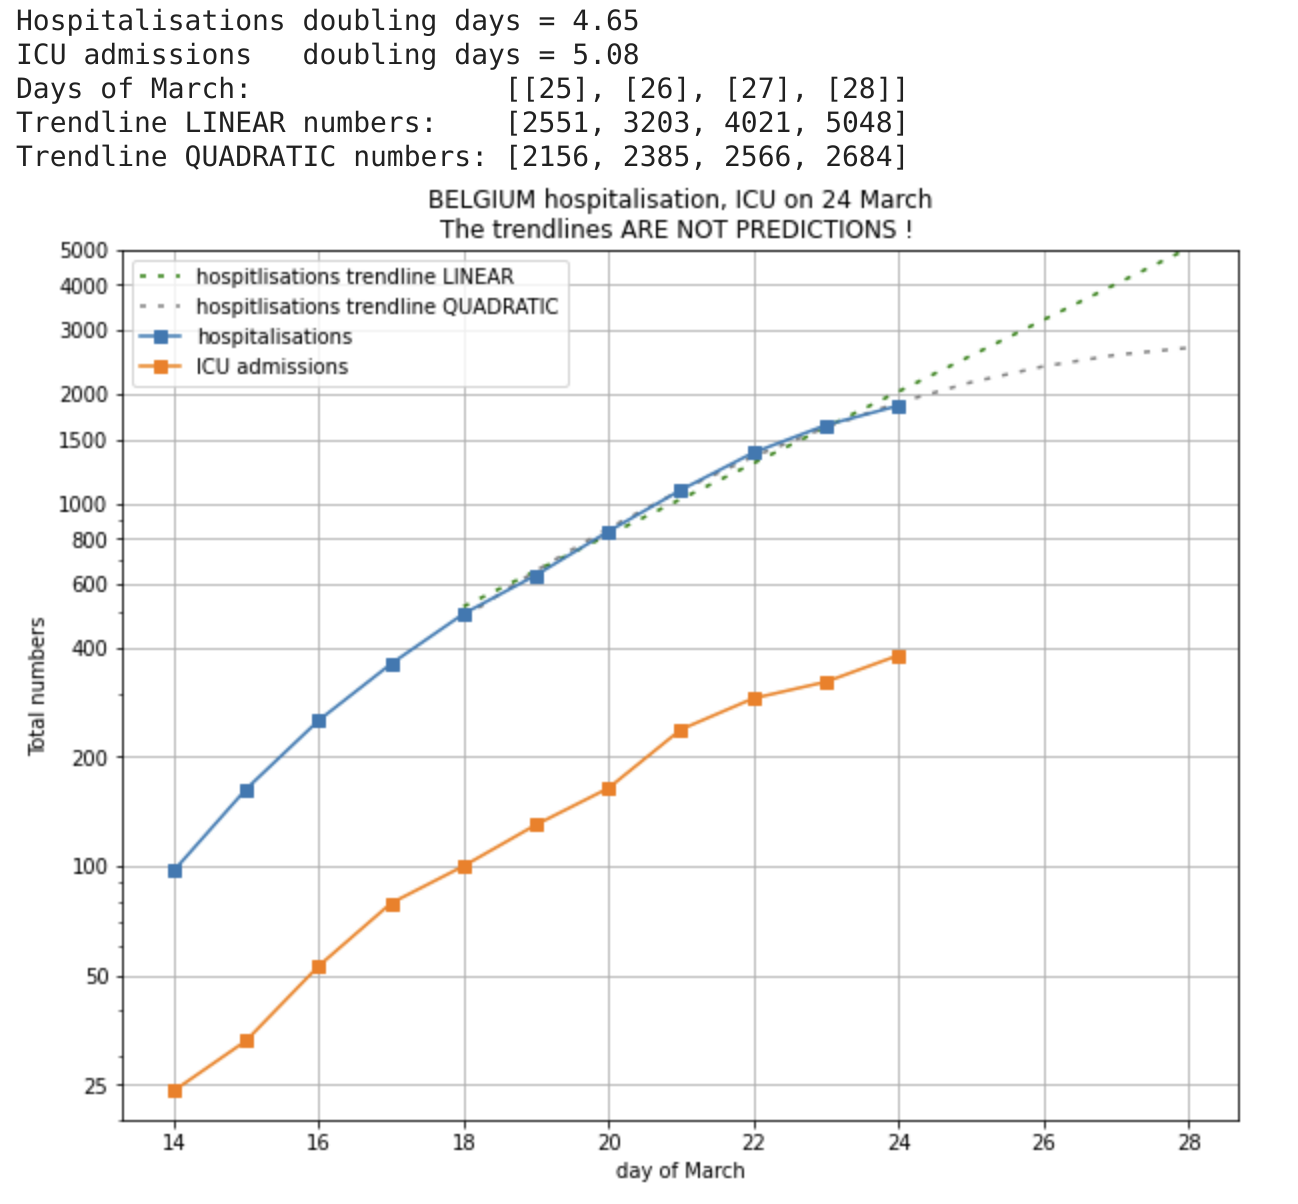 Hospitalisations doubling days = 4.65
ICU admissions   doubling days = 5.08
Days of March:               [[25], [26], [27], [28]]
Trendline LINEAR numbers:    [2551, 3203, 4021, 5048]
Trendline QUADRATIC numbers: [2156, 2385, 2566, 2684]
BELGIUM hospitalisation, ICU on 24 March
The trendlines ARE NOT PREDICTIONS !
hospitlisations trendline LINEAR
hospitlisations trendline QUADRATIC
hospitalisations
ICU admissions
5000
4000
3000
2000
1500
1000
800
600
400
200
100
50
25
Total numbers
14 16 18 20 22 24 26 28
day of March